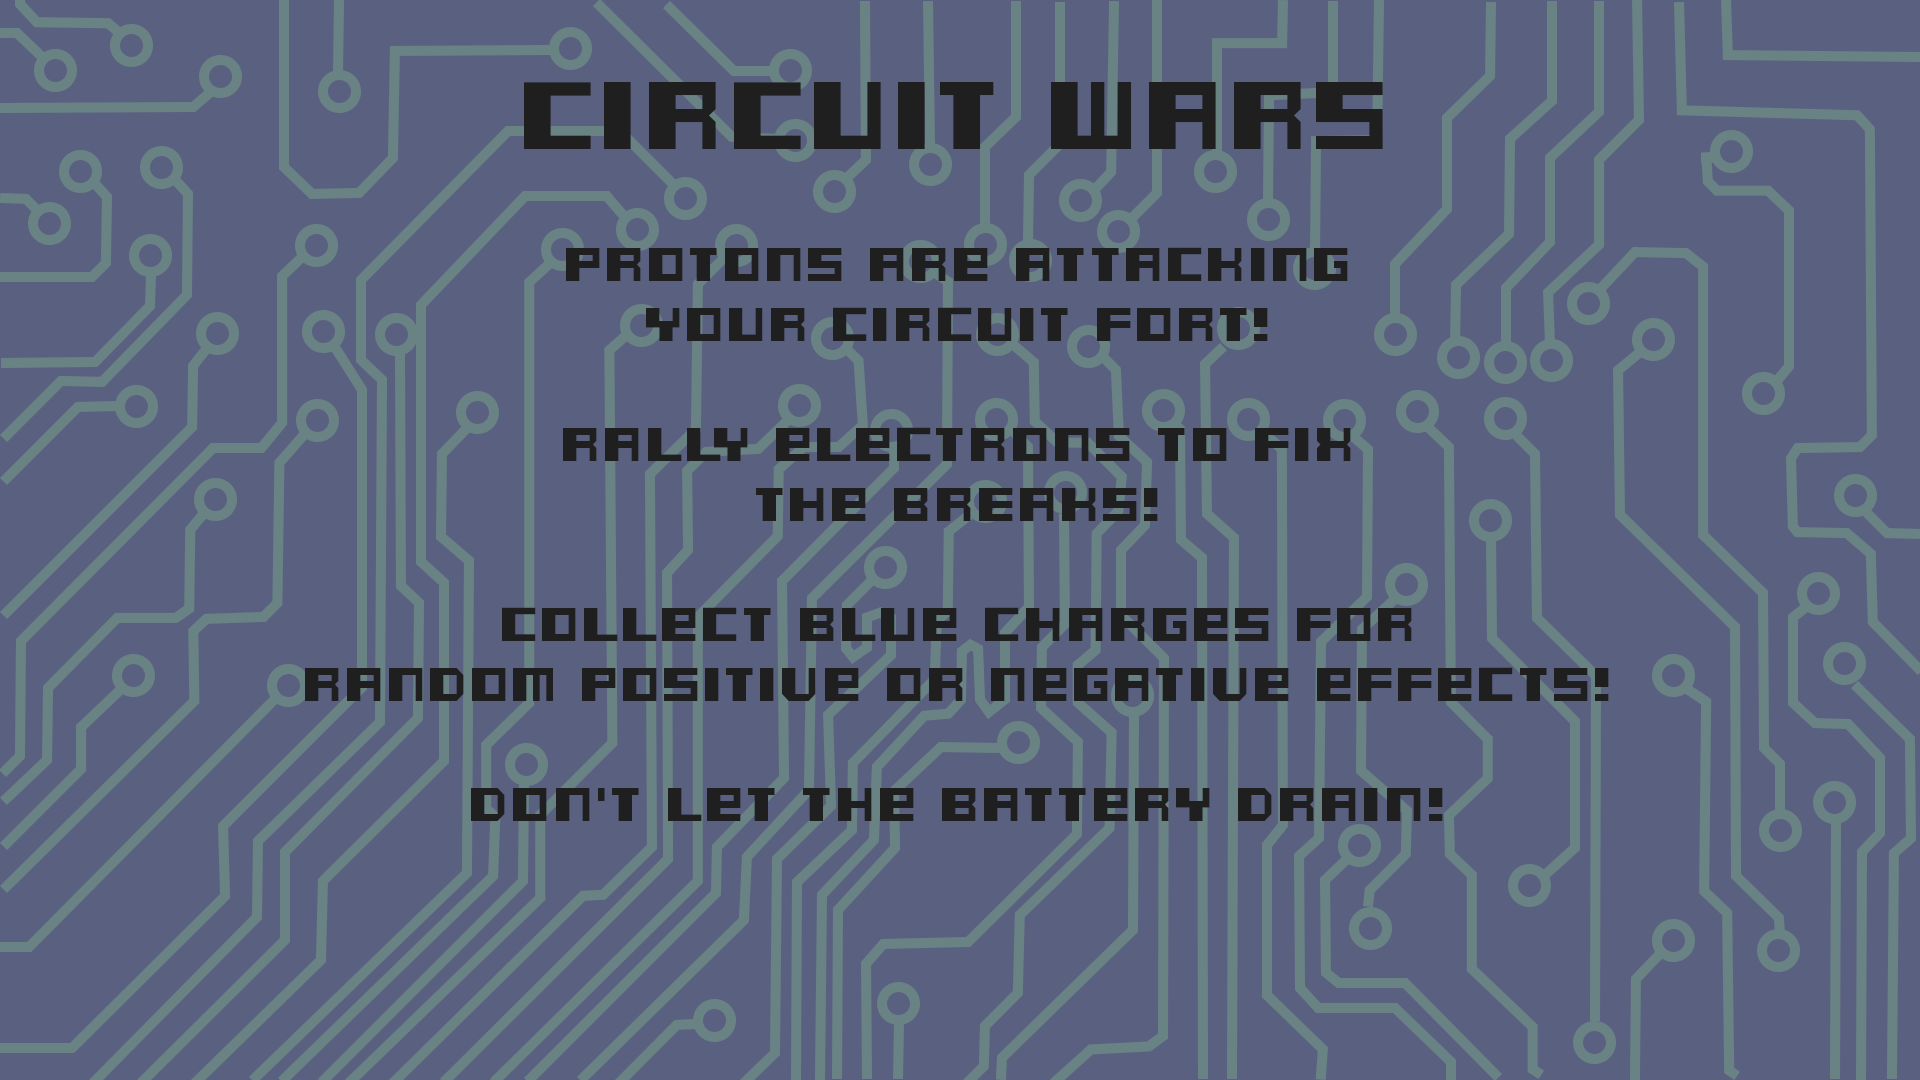 CIRCUIT WARS
PROTONS ARE ATTACKING
YOUR CIRCUIT FORT!
RALLY ELECTRONS TO FIX
THE BREAKS!
COLLECT BLUE CHARGES FOR
RANDOM POSITIVE OR NEGATIVE EFFECTS!
DON'T LET THE BATTERY DRAIN!